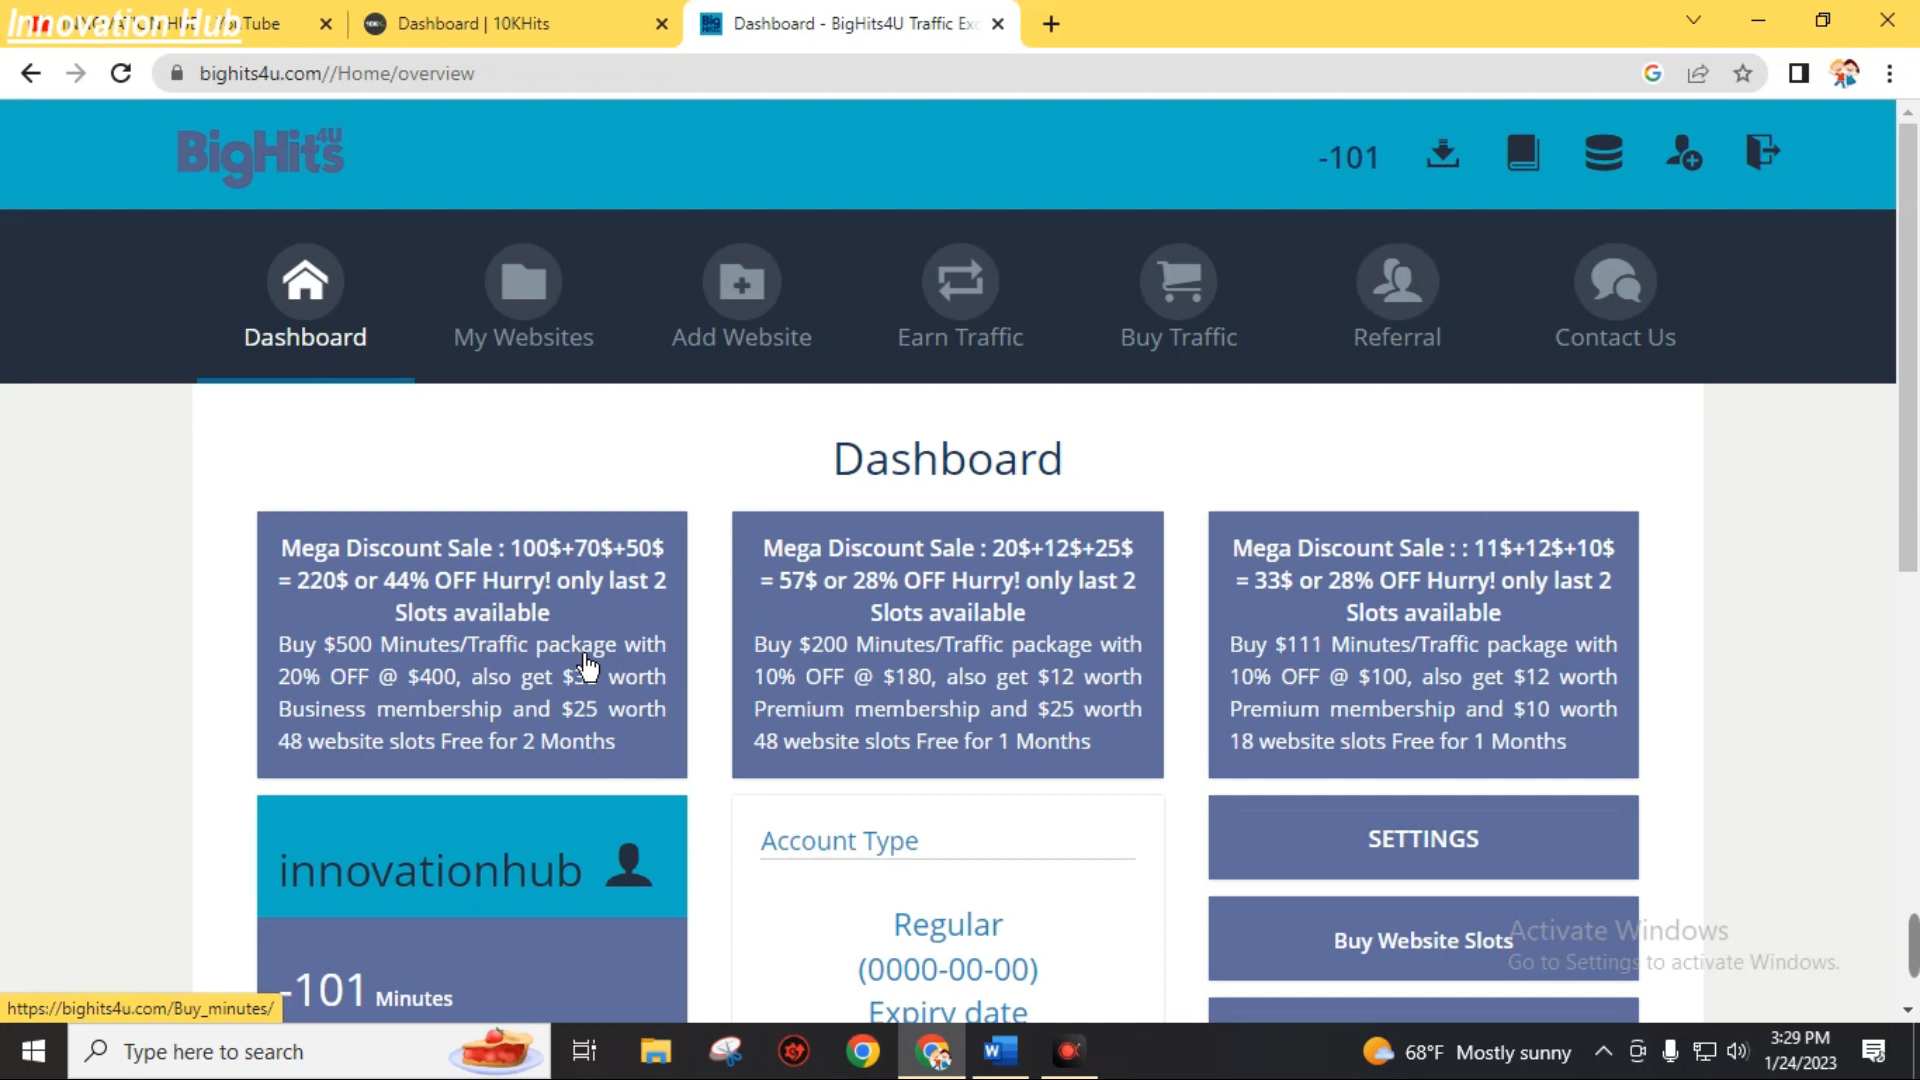 Innovation Hub
YouTube
Dashboard | 10KHits
Dashboard - BigHits4U Traffic Exc
bighits4u.com//Home/overview
BigHits4U
-101
Dashboard
My Websites
Add Website
Earn Traffic
Buy Traffic
Referral
Contact Us
Dashboard
Mega Discount Sale : 100$+70$+50$
= 220$ or 44% OFF Hurry! only last 2
Slots available
Buy $500 Minutes/Traffic package with
20% OFF @ $400, also get worth
Business membership and $25 worth
48 website slots Free for 2 Months
Mega Discount Sale : 20$+12$+25$
= 57$ or 28% OFF Hurry! only last 2
Slots available
Buy $200 Minutes/Traffic package with
10% OFF @ $180, also get $12 worth
Premium membership and $25 worth
48 website slots Free for 1 Months
Mega Discount Sale : : 11$+12$+10$
= 33$ or 28% OFF Hurry! only last 2
Slots available
Buy $111 Minutes/Traffic package with
10% OFF @ $100, also get $12 worth
Premium membership and $10 worth
18 website slots Free for 1 Months
innovationhub
-101 Minutes
Account Type
Regular
(0000-00-00)
Expiry date
SETTINGS
Buy Website Slots
Activate Windows
Go to Settings to activate Windows.
https://bighits4u.com/Buy_minutes/
Type here to search
68°F Mostly sunny
3:29 PM
1/24/2023